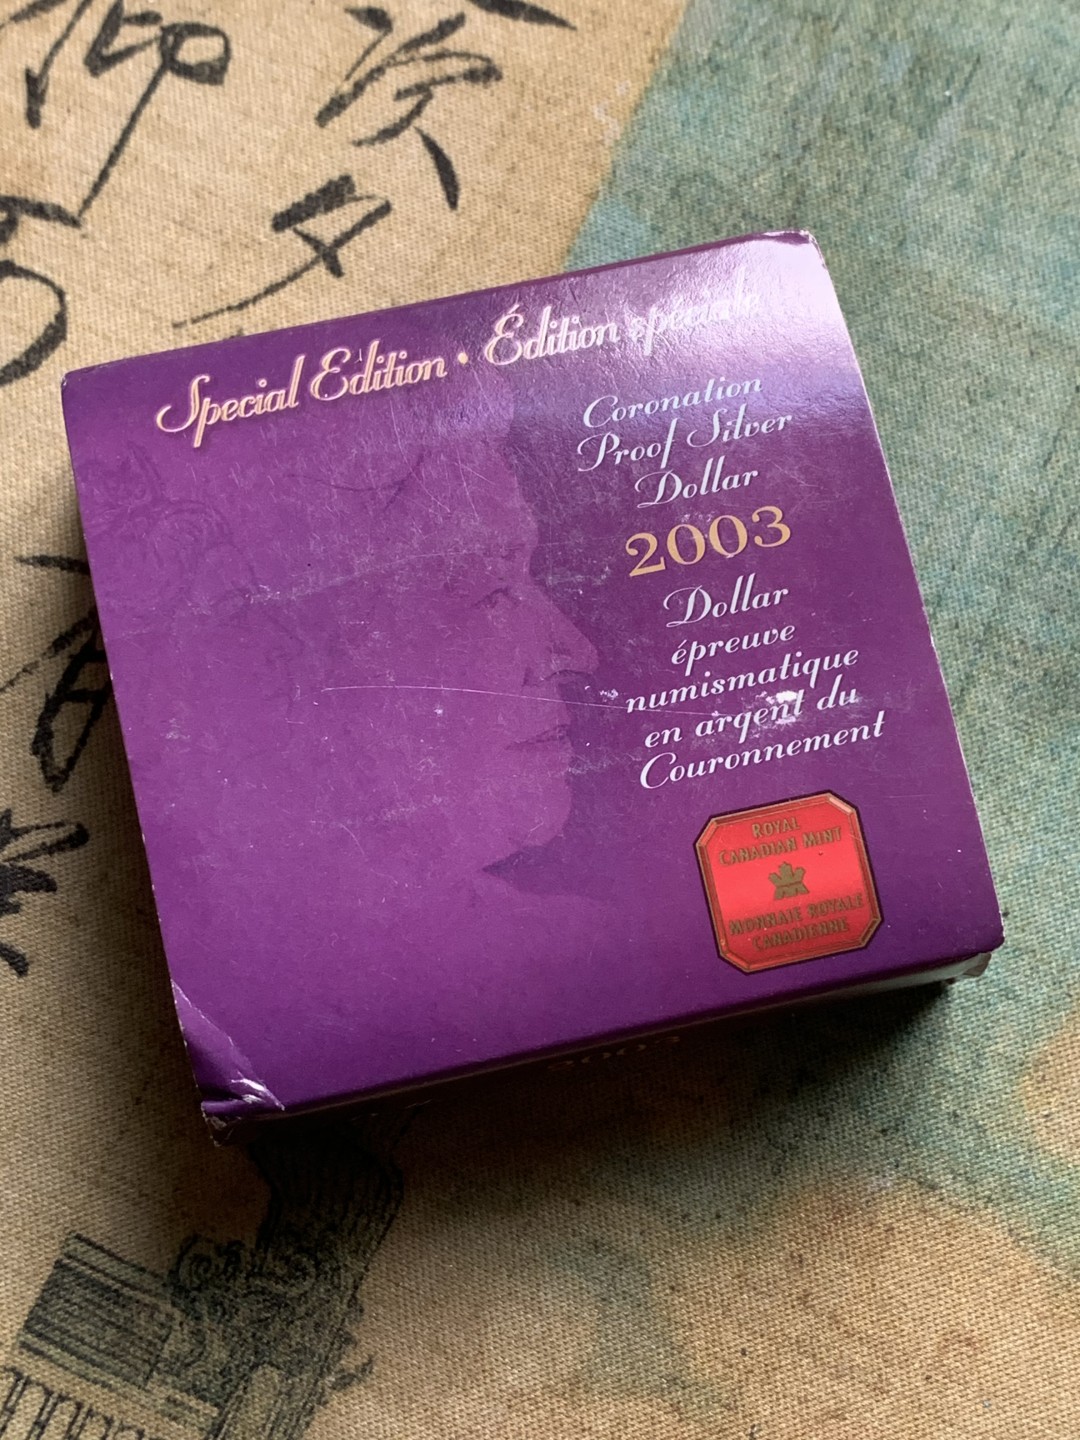 Special Edition • Édition spéciale
Coronation
Proof Silver
Dollar
2003
Dollar
épreuve
numismatique
en argent du
Couronnement
ROYAL
CANADIAN MINT
MONNAIE ROYALE
CANADIENNE
2003